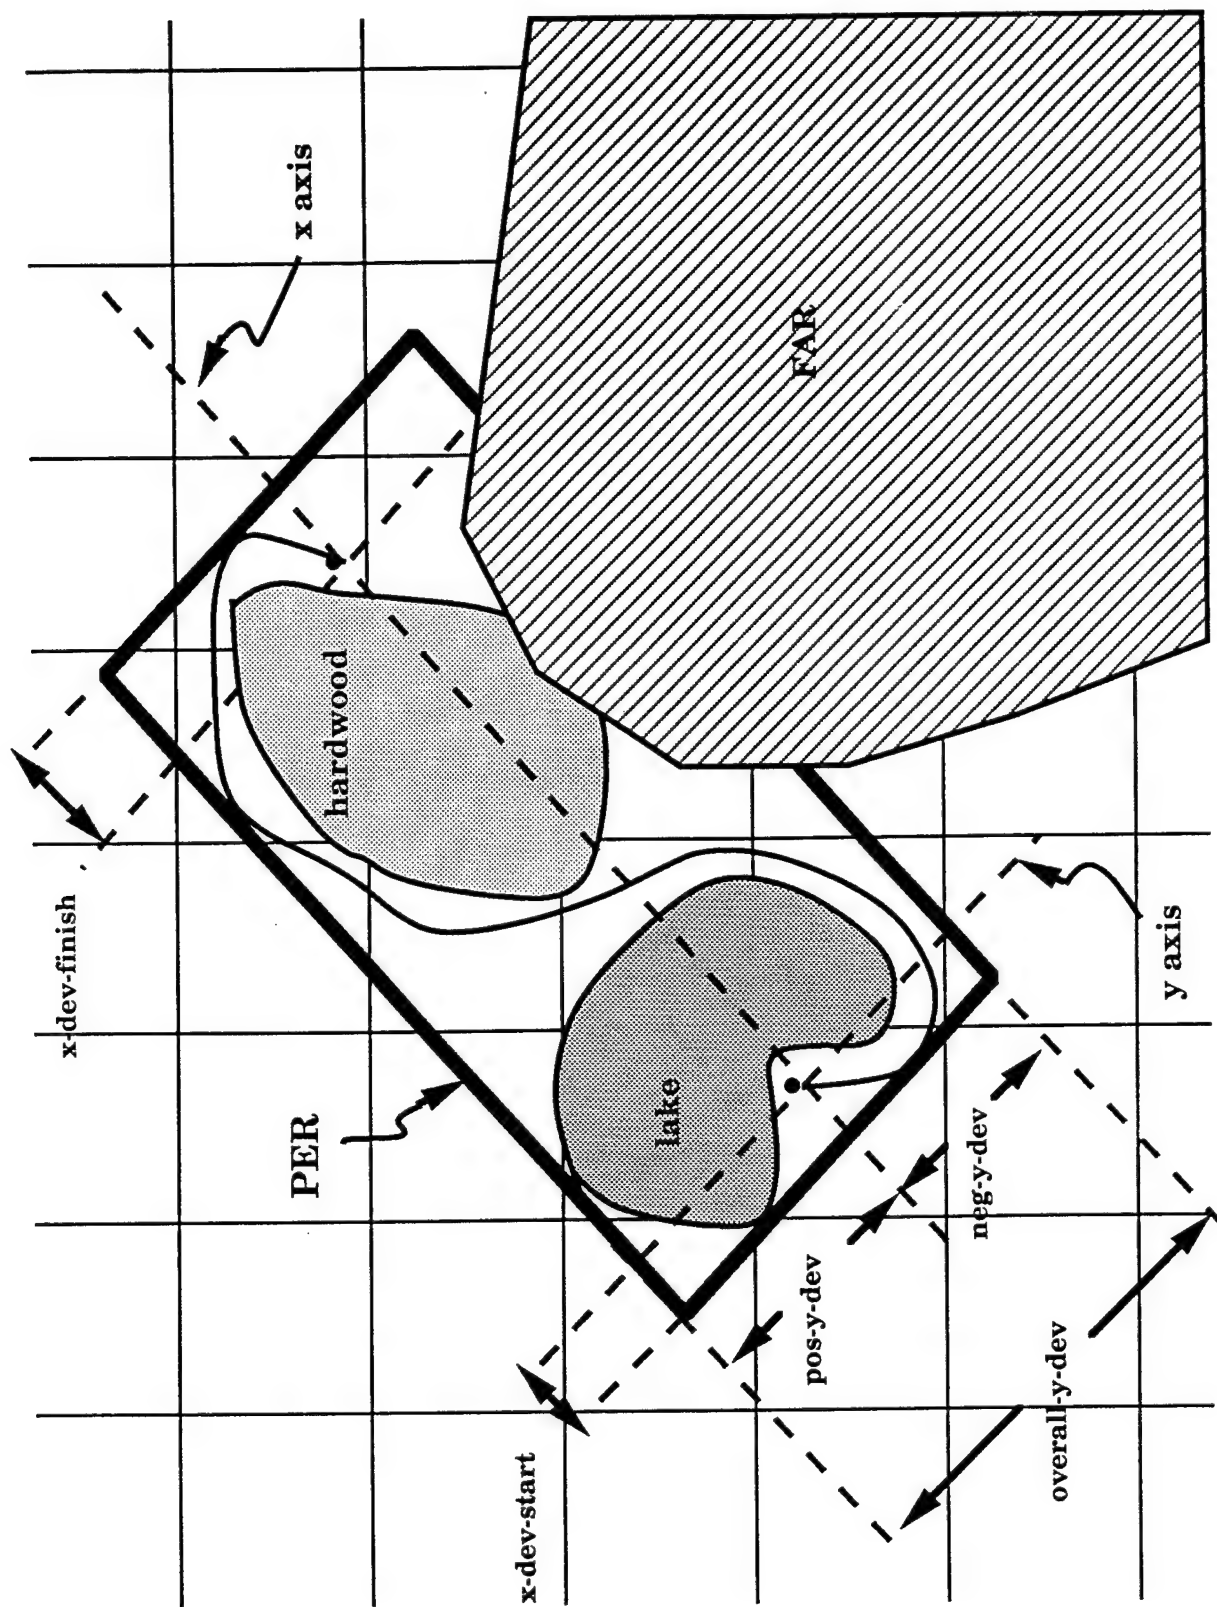 x-dev-finish
x axis
PER
hardwood
FAR
lake
x-dev-start
pos-y-dev
neg-y-dev
y axis
overall-y-dev